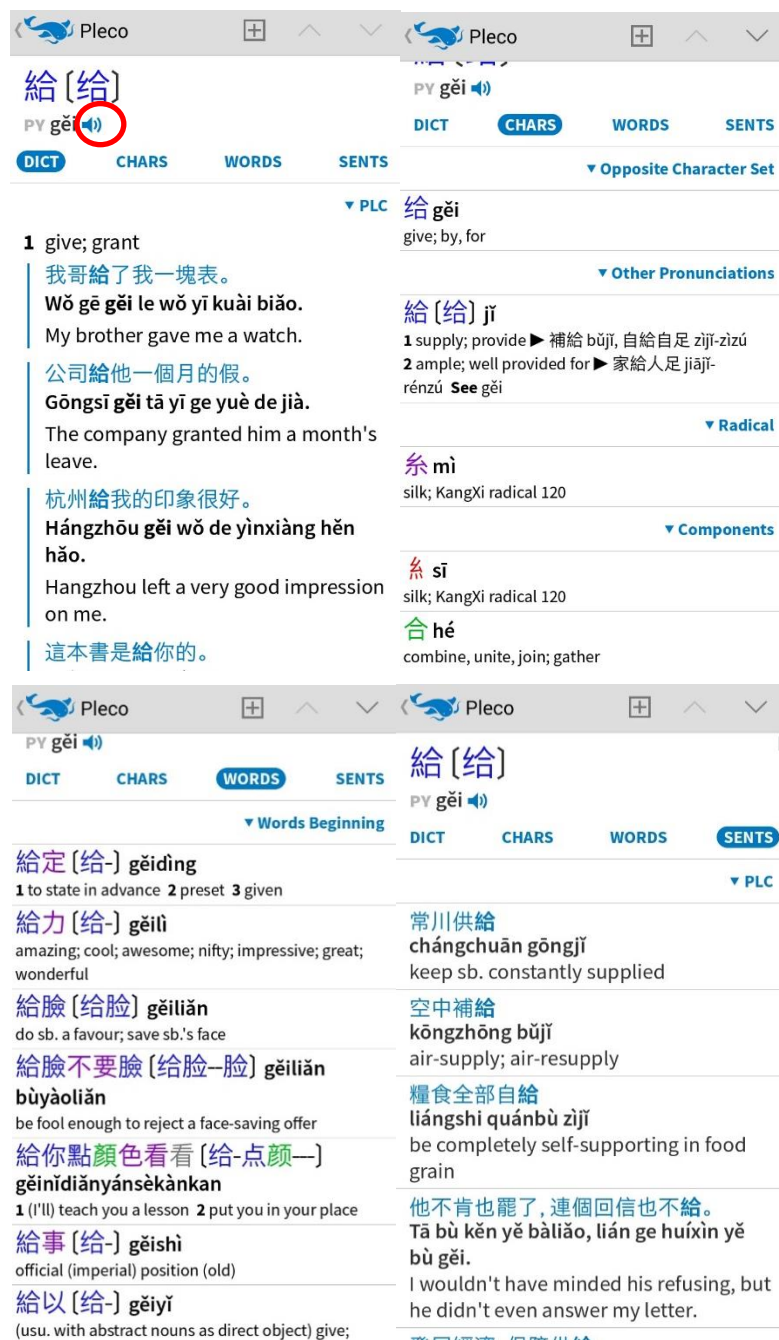 Pleco
給 [给]
PY gěi
DICT CHARS WORDS SENTS
▼ PLC
1 give; grant
我哥給了我一塊表。
Wǒ gē gěi le wǒ yī kuài biǎo.
My brother gave me a watch.
公司給他一個月的假。
Gōngsī gěi tā yī ge yuè de jià.
The company granted him a month's
leave.
杭州給我的印象很好。
Hángzhōu gěi wǒ de yìnxiàng hěn
hǎo.
Hangzhou left a very good impression
on me.
這本書是給你的。
Pleco
PY gěi
DICT CHARS WORDS SENTS
▼ Opposite Character Set
给 gěi
give; by, for
▼ Other Pronunciations
給 [给] jǐ
1 supply; provide ▶ 補給 bǔjǐ, 自給自足 zìjǐ-zìzú
2 ample; well provided for ▶ 家給人足 jiājǐ-
rénzú See gěi
▼ Radical
糸 mì
silk; KangXi radical 120
▼ Components
糹 sī
silk; KangXi radical 120
合 hé
combine, unite, join; gather
Pleco
PY gěi
DICT CHARS WORDS SENTS
▼ Words Beginning
給定 [给-] gěidìng
1 to state in advance 2 preset 3 given
給力 [给-] gěilì
amazing; cool; awesome; nifty; impressive; great;
wonderful
給臉 [给脸] gěiliǎn
do sb. a favour; save sb.'s face
給臉不要臉 [给脸--脸] gěiliǎn
bùyàoliǎn
be fool enough to reject a face-saving offer
給你點顏色看看 [给-点颜---]
gěinǐdiǎnyánsèkànkan
1 (I'll) teach you a lesson 2 put you in your place
給事 [给-] gěishì
official (imperial) position (old)
給以 [给-] gěiyǐ
(usu. with abstract nouns as direct object) give;
Pleco
給 [给]
PY gěi
DICT CHARS WORDS SENTS
▼ PLC
常川供給
chángchuān gōngjǐ
keep sb. constantly supplied
空中補給
kōngzhōng bǔjǐ
air-supply; air-resupply
糧食全部自給
liángshi quánbù zìjǐ
be completely self-supporting in food
grain
他不肯也罷了, 連個回信也不給。
Tā bù kěn yě bàliǎo, lián ge huíxìn yě
bù gěi.
I wouldn't have minded his refusing, but
he didn't even answer my letter.